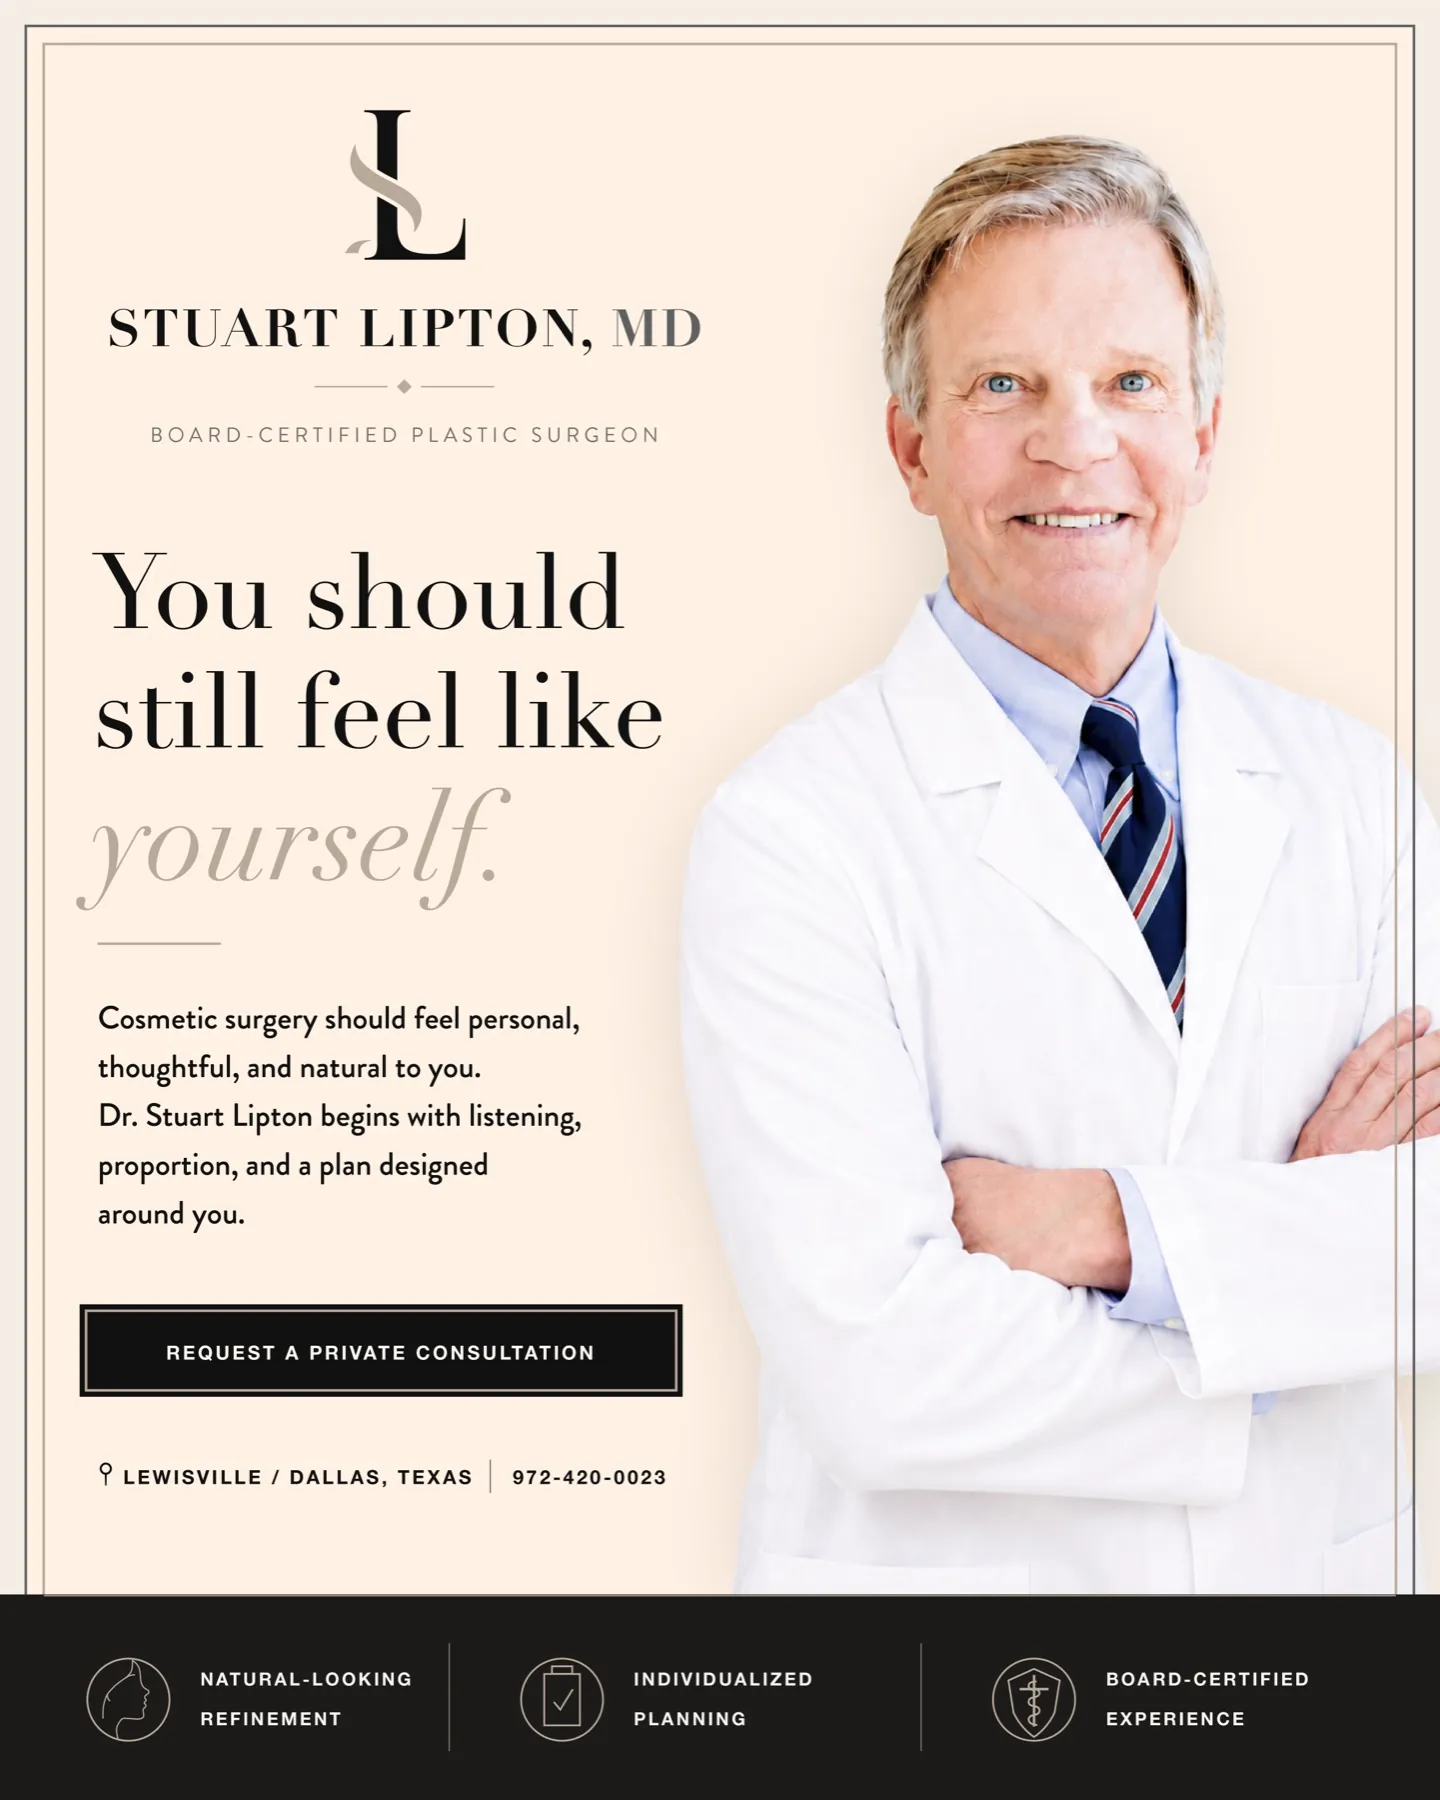 SL
STUART LIPTON, MD
BOARD-CERTIFIED PLASTIC SURGEON
You should
still feel like
yourself.
Cosmetic surgery should feel personal,
thoughtful, and natural to you.
Dr. Stuart Lipton begins with listening,
proportion, and a plan designed
around you.
REQUEST A PRIVATE CONSULTATION
LEWISVILLE / DALLAS, TEXAS | 972-420-0023
NATURAL-LOOKING
REFINEMENT
INDIVIDUALIZED
PLANNING
BOARD-CERTIFIED
EXPERIENCE